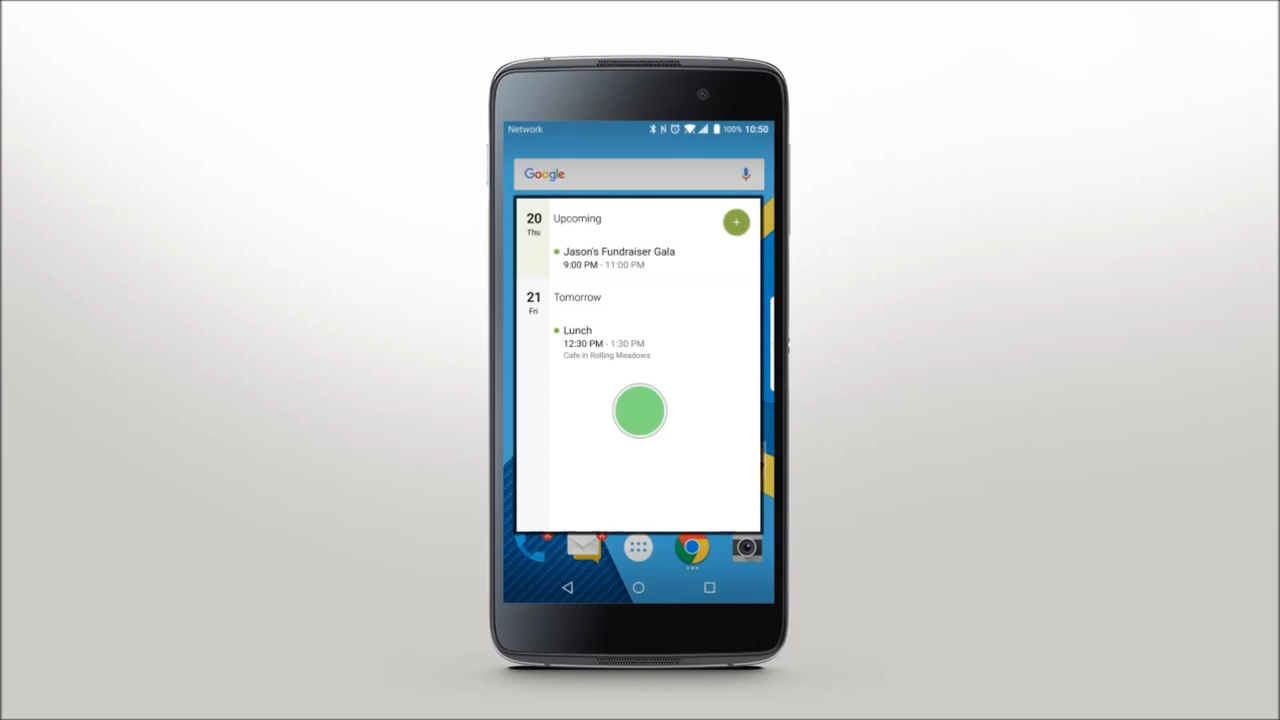 Network 100% 10:50
Google
20 Upcoming
Thu
Jason's Fundraiser Gala
9:00 PM - 11:00 PM
21 Tomorrow
Fri
Lunch
12:30 PM - 1:30 PM
Cafe in Rolling Meadows